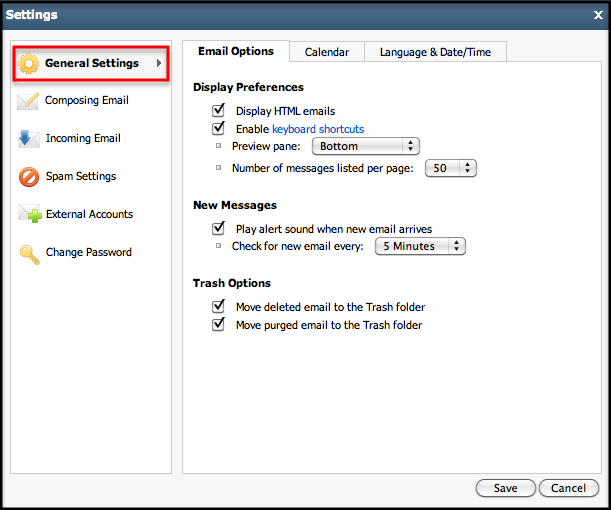 Settings
x
General Settings
Composing Email
Incoming Email
Spam Settings
External Accounts
Change Password
Email Options
Calendar
Language & Date/Time
Display Preferences
Display HTML emails
Enable keyboard shortcuts
Preview pane: Bottom
Number of messages listed per page: 50
New Messages
Play alert sound when new email arrives
Check for new email every: 5 Minutes
Trash Options
Move deleted email to the Trash folder
Move purged email to the Trash folder
Save
Cancel